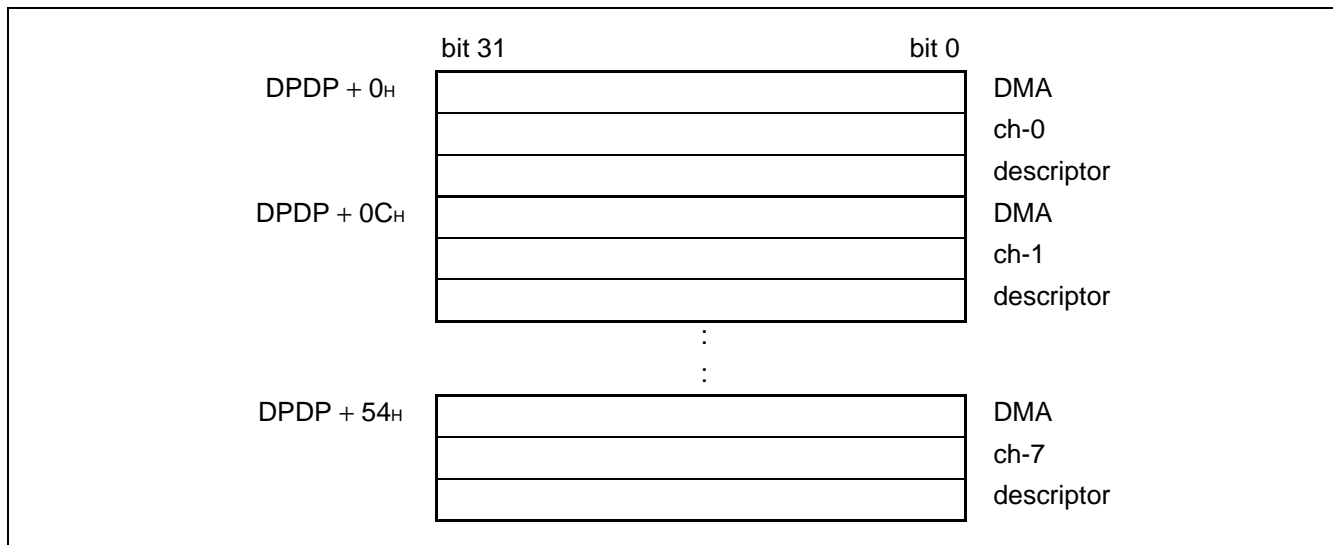 bit 31 bit 0
DPDP + 0H DMA
ch-0
descriptor
DPDP + 0CH DMA
ch-1
descriptor
:
:
DPDP + 54H DMA
ch-7
descriptor